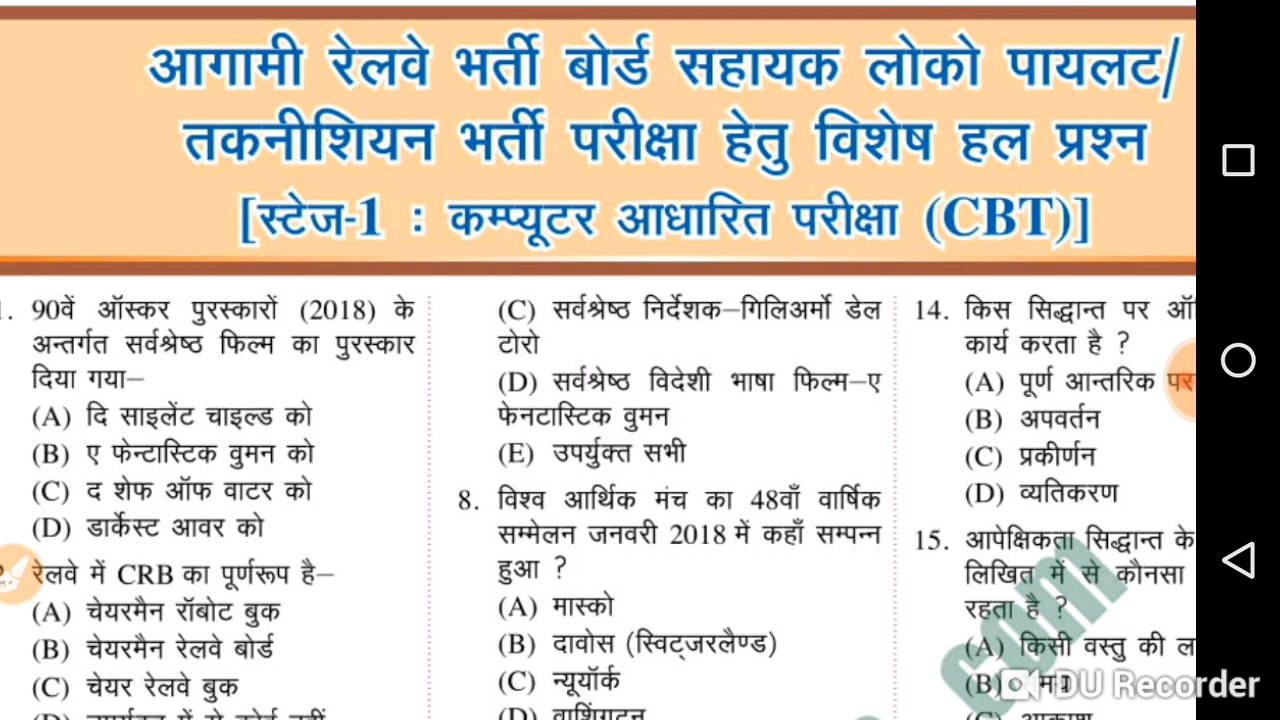 आगामी रेलवे भर्ती बोर्ड सहायक लोको पायलट/
तकनीशियन भर्ती परीक्षा हेतु विशेष हल प्रश्न
[स्टेज-1 : कम्प्यूटर आधारित परीक्षा (CBT)]
90वें ऑस्कर पुरस्कारों (2018) के
अन्तर्गत सर्वश्रेष्ठ फिल्म का पुरस्कार
दिया गया–
(A) दि साइलेंट चाइल्ड को
(B) ए फेन्टास्टिक वुमन को
(C) द शेफ ऑफ वाटर को
(D) डार्केस्ट आवर को
रेलवे में CRB का पूर्णरूप है–
(A) चेयरमैन रॉबोट बुक
(B) चेयरमैन रेलवे बोर्ड
(C) चेयर रेलवे बुक
(C) सर्वश्रेष्ठ निर्देशक–गिलिअर्मो डेल
टोरो
(D) सर्वश्रेष्ठ विदेशी भाषा फिल्म–ए
फेनटास्टिक वुमन
(E) उपर्युक्त सभी
8. विश्व आर्थिक मंच का 48वाँ वार्षिक
सम्मेलन जनवरी 2018 में कहाँ सम्पन्न
हुआ ?
(A) मास्को
(B) दावोस (स्विट्जरलैण्ड)
(C) न्यूयॉर्क
(D) वाशिंगटन
14. किस सिद्धान्त पर
कार्य करता है ?
(A) पूर्ण आन्तरिक
(B) अपवर्तन
(C) प्रकीर्णन
(D) व्यतिकरण
15. आपेक्षिकता सिद्धान्त के
लिखित में से कौनसा
रहता है ?
(A) किसी वस्तु की
(B)
(C) आकाश
com
DU Recorder